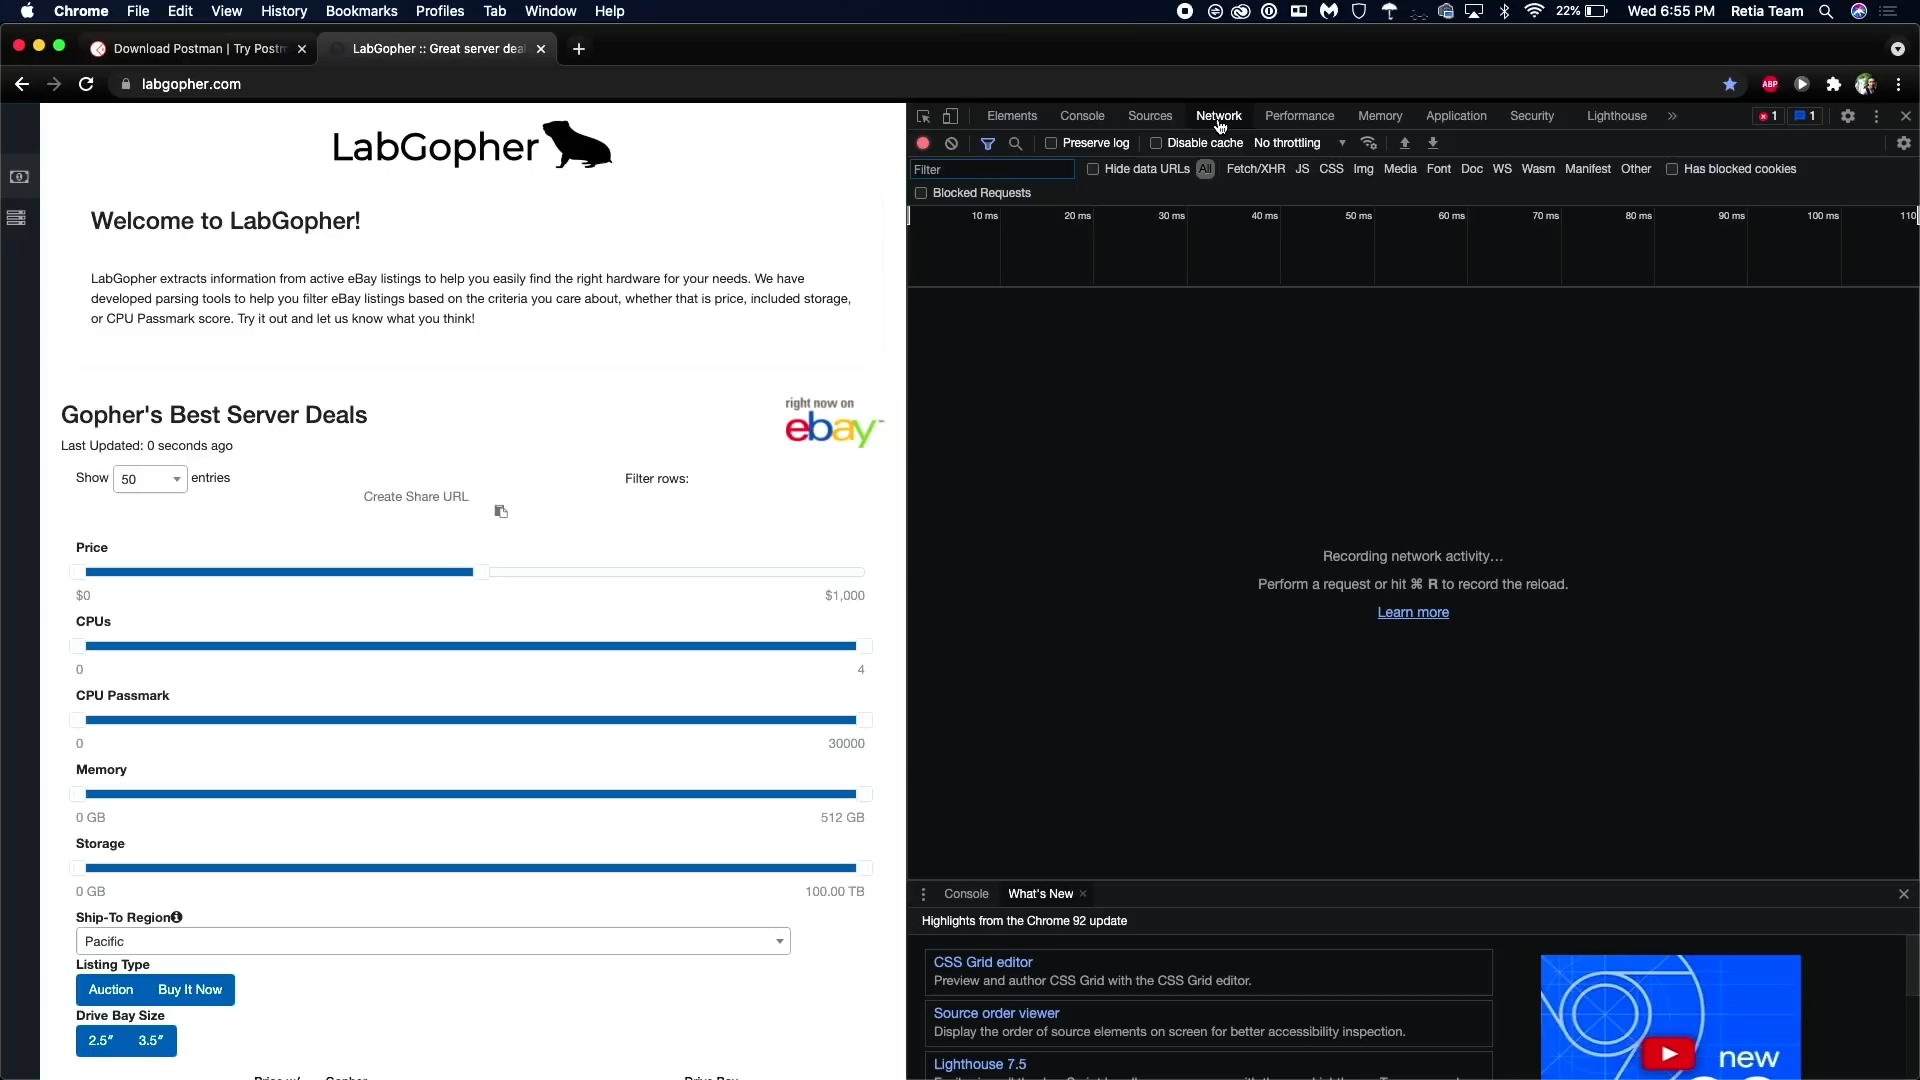 Chrome File Edit View History Bookmarks Profiles Tab Window Help
22% Wed 6:55 PM Retia Team
Download Postman | Try Postm
LabGopher :: Great server deal
labgopher.com
ABP
LabGopher
Welcome to LabGopher!
LabGopher extracts information from active eBay listings to help you easily find the right hardware for your needs. We have
developed parsing tools to help you filter eBay listings based on the criteria you care about, whether that is price, included storage,
or CPU Passmark score. Try it out and let us know what you think!
Gopher's Best Server Deals
right now on
ebay™
Last Updated: 0 seconds ago
Show 50 entries
Filter rows:
Create Share URL
Price
$0 $1,000
CPUs
0 4
CPU Passmark
0 30000
Memory
0 GB 512 GB
Storage
0 GB 100.00 TB
Ship-To Region
Pacific
Listing Type
Auction Buy It Now
Drive Bay Size
2.5″ 3.5″
Elements Console Sources Network Performance Memory Application Security Lighthouse » 1 1
Preserve log Disable cache No throttling
Filter Hide data URLs All Fetch/XHR JS CSS Img Media Font Doc WS Wasm Manifest Other Has blocked cookies
Blocked Requests
10 ms 20 ms 30 ms 40 ms 50 ms 60 ms 70 ms 80 ms 90 ms 100 ms 110
Recording network activity…
Perform a request or hit ⌘ R to record the reload.
Learn more
Console What's New
Highlights from the Chrome 92 update
CSS Grid editor
Preview and author CSS Grid with the CSS Grid editor.
Source order viewer
Display the order of source elements on screen for better accessibility inspection.
Lighthouse 7.5
new